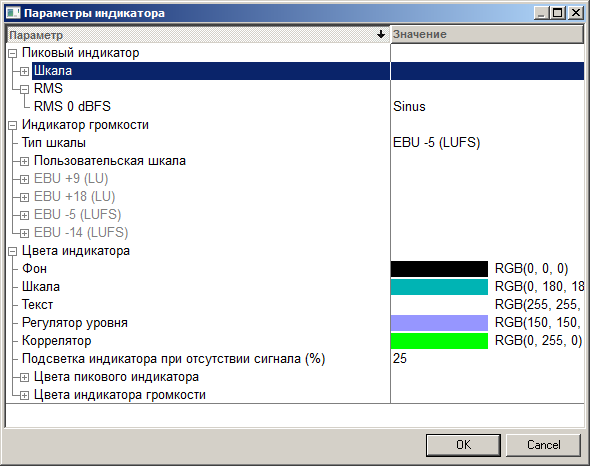 Параметры индикатора
Параметр Значение
Пиковый индикатор
Шкала
RMS
RMS 0 dBFS Sinus
Индикатор громкости
Тип шкалы EBU -5 (LUFS)
Пользовательская шкала
EBU +9 (LU)
EBU +18 (LU)
EBU -5 (LUFS)
EBU -14 (LUFS)
Цвета индикатора
Фон RGB(0, 0, 0)
Шкала RGB(0, 180, 18
Текст RGB(255, 255,
Регулятор уровня RGB(150, 150,
Коррелятор RGB(0, 255, 0)
Подсветка индикатора при отсутствии сигнала (%) 25
Цвета пикового индикатора
Цвета индикатора громкости
OK Cancel